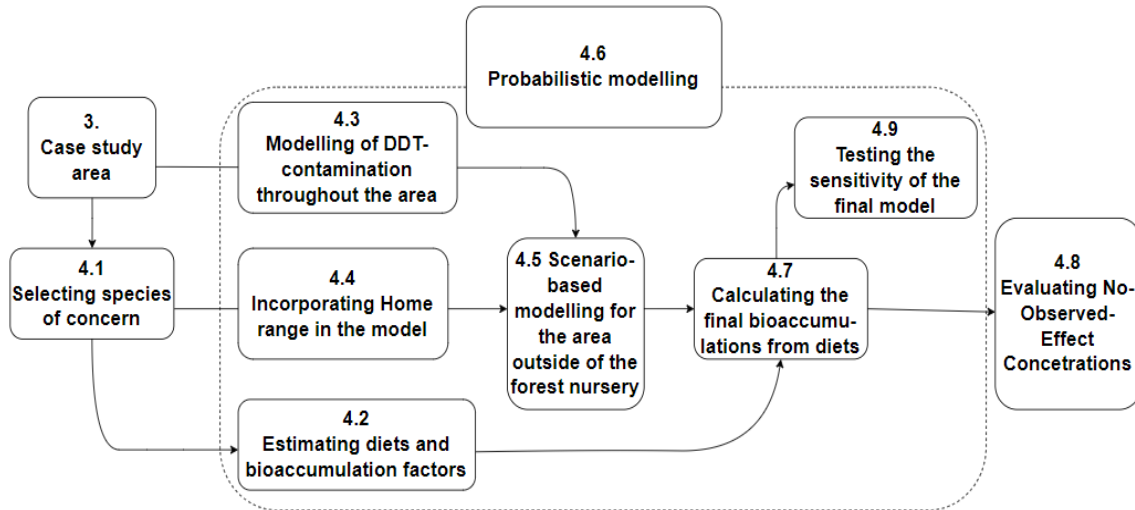 4.6
Probabilistic modelling
3.
Case study
area
4.3
Modelling of DDT-
contamination
throughout the area
4.9
Testing the
sensitivity of the
final model
4.1
Selecting species
of concern
4.4
Incorporating Home
range in the model
4.5 Scenario-
based
modelling for
the area
outside of the
forest nursery
4.7
Calculating the
final bioaccumu-
lations from diets
4.8
Evaluating No-
Observed-
Effect
Concetrations
4.2
Estimating diets and
bioaccumulation factors